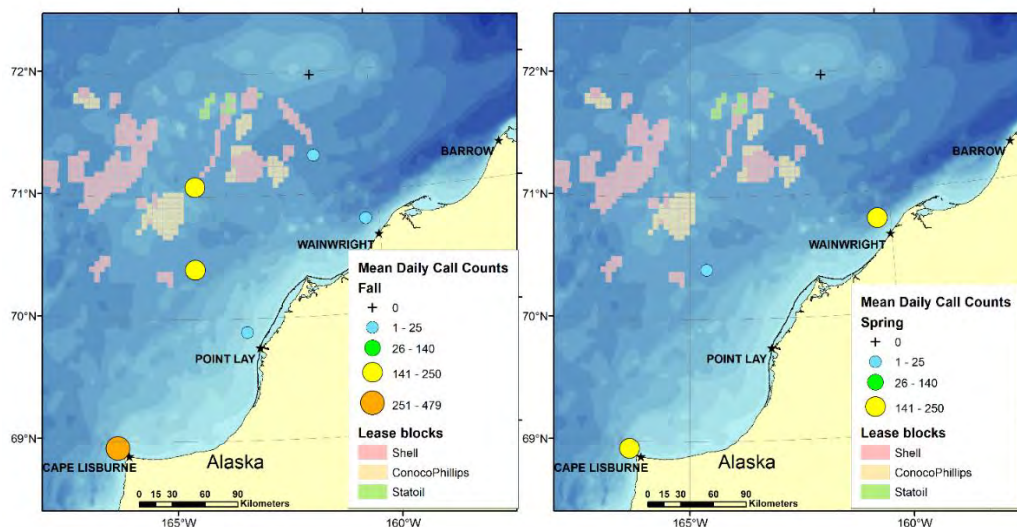 72°N
71°N
70°N
69°N
165°W
160°W
BARROW
WAINWRIGHT
POINT LAY
CAPE LISBURNE
Alaska
0 15 30 60 90
Kilometers
Mean Daily Call Counts
Fall
0
1 - 25
26 - 140
141 - 250
251 - 479
Lease blocks
Shell
ConocoPhillips
Statoil
72°N
71°N
70°N
69°N
165°W
160°W
BARROW
WAINWRIGHT
POINT LAY
CAPE LISBURNE
Alaska
0 15 30 60 90
Kilometers
Mean Daily Call Counts
Spring
0
1 - 25
26 - 140
141 - 250
Lease blocks
Shell
ConocoPhillips
Statoil